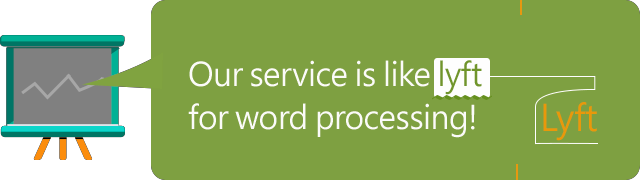 Our service is like lyft
for word processing!
Lyft